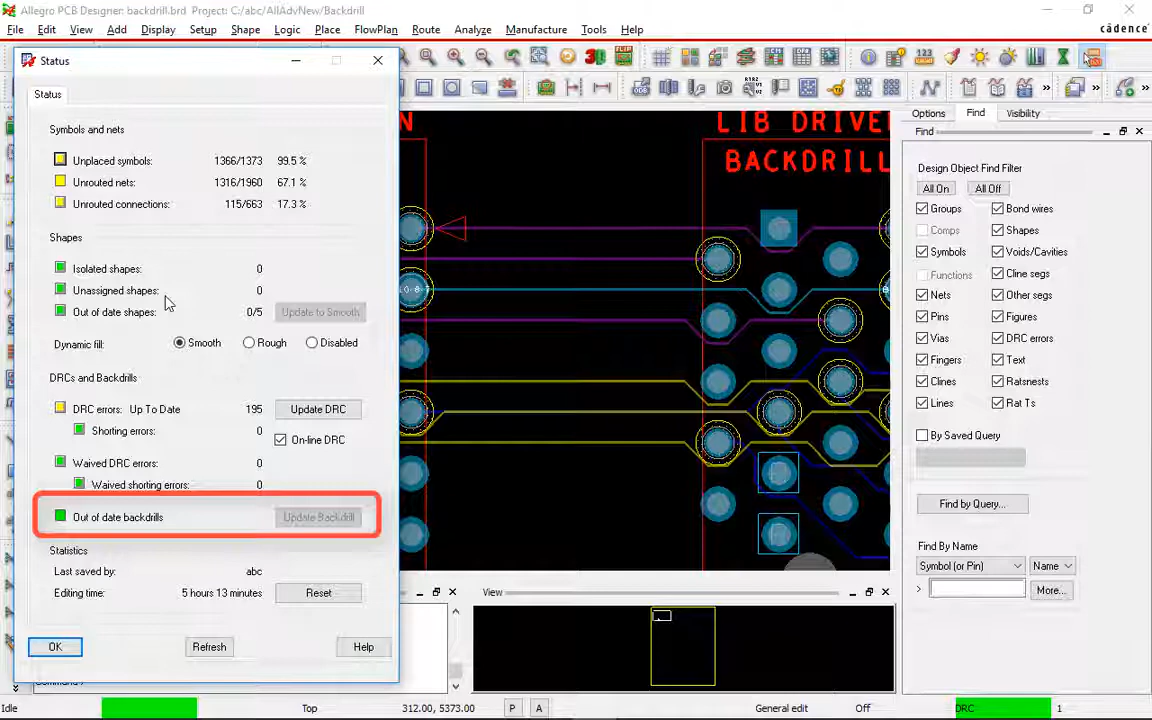 Allegro PCB Designer: backdrill.brd Project: C:/abc/AllAdvNew/Backdrill
File Edit View Add Display Setup Shape Logic Place FlowPlan Route Analyze Manufacture Tools Help
cādence
Status
Status
Symbols and nets
Unplaced symbols: 1366/1373 99.5 %
Unrouted nets: 1316/1960 67.1 %
Unrouted connections: 115/663 17.3 %
Shapes
Isolated shapes: 0
Unassigned shapes: 0
Out of date shapes: 0/5 Update to Smooth
Dynamic fill: Smooth Rough Disabled
DRCs and Backdrills
DRC errors: Up To Date 195 Update DRC
Shorting errors: 0
On-line DRC
Waived DRC errors: 0
Waived shorting errors: 0
Out of date backdrills Update Backdrill
Statistics
Last saved by: abc
Editing time: 5 hours 13 minutes Reset
OK Refresh Help
LIB DRIVE
BACKDRILL
Options Find Visibility
Find
Design Object Find Filter
All On All Off
Groups Bond wires
Comps Shapes
Symbols Voids/Cavities
Functions Cline segs
Nets Other segs
Pins Figures
Vias DRC errors
Fingers Text
Clines Ratsnests
Lines Rat Ts
By Saved Query
Find by Query...
Find By Name
Symbol (or Pin) Name
> More...
View
Idle Top 312.00, 5373.00 P A General edit Off DRC 1